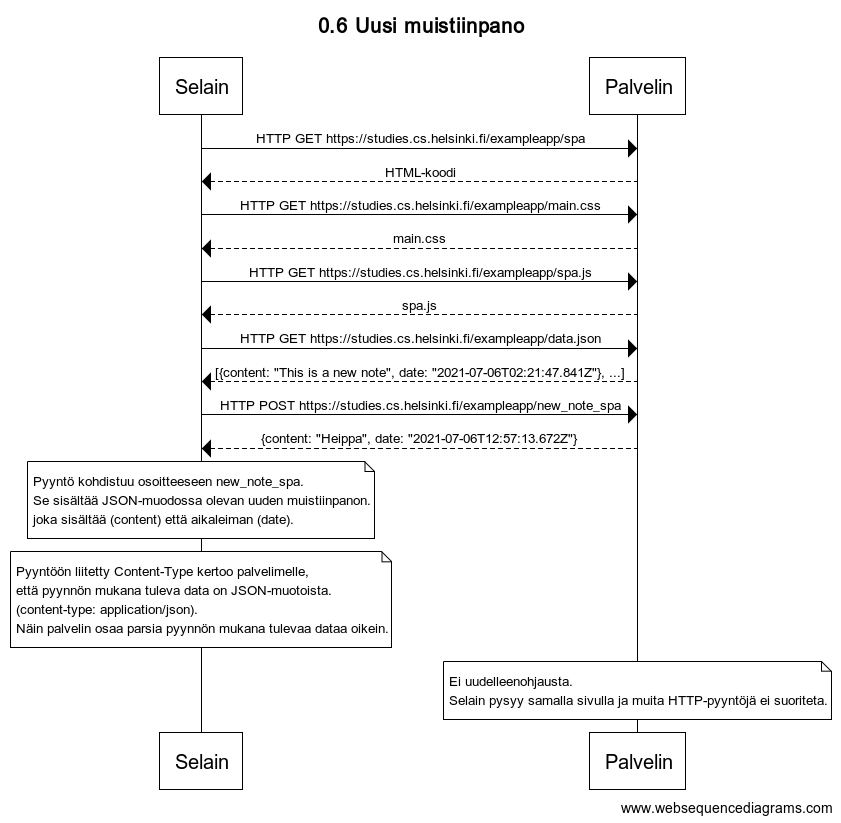 0.6 Uusi muistiinpano
Selain
Palvelin
HTTP GET https://studies.cs.helsinki.fi/exampleapp/spa
HTML-koodi
HTTP GET https://studies.cs.helsinki.fi/exampleapp/main.css
main.css
HTTP GET https://studies.cs.helsinki.fi/exampleapp/spa.js
spa.js
HTTP GET https://studies.cs.helsinki.fi/exampleapp/data.json
[{content: "This is a new note", date: "2021-07-06T02:21:47.841Z"}, ...]
HTTP POST https://studies.cs.helsinki.fi/exampleapp/new_note_spa
{content: "Heippa", date: "2021-07-06T12:57:13.672Z"}
Pyyntö kohdistuu osoitteeseen new_note_spa.
Se sisältää JSON-muodossa olevan uuden muistiinpanon.
joka sisältää (content) että aikaleiman (date).
Pyyntöön liitetty Content-Type kertoo palvelimelle,
että pyynnön mukana tuleva data on JSON-muotoista.
(content-type: application/json).
Näin palvelin osaa parsia pyynnön mukana tulevaa dataa oikein.
Ei uudelleenohjausta.
Selain pysyy samalla sivulla ja muita HTTP-pyyntöjä ei suoriteta.
Selain
Palvelin
www.websequencediagrams.com